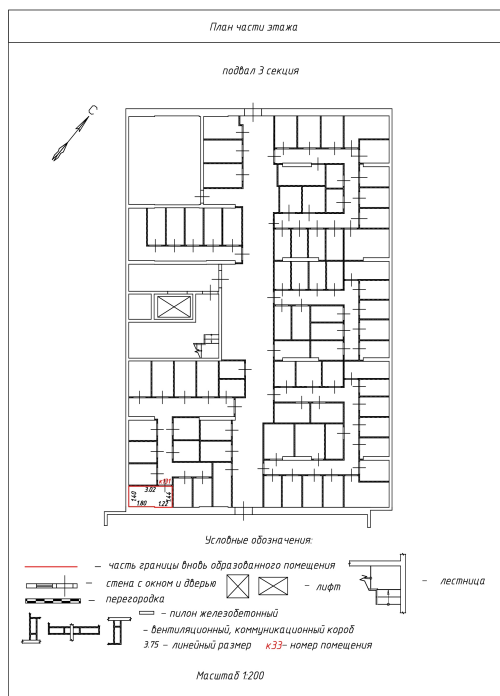 План части этажа
подвал 3 секция
С
3.02
1.40
1.44
1.80
1.22
Условные обозначения:
– часть границы вновь образованного помещения
– стена с окном и дверью
– лифт
– лестница
– перегородка
– пилон железобетонный
– вентиляционный, коммуникационный короб
3.75 – линейный размер к33– номер помещения
Масштаб 1:200